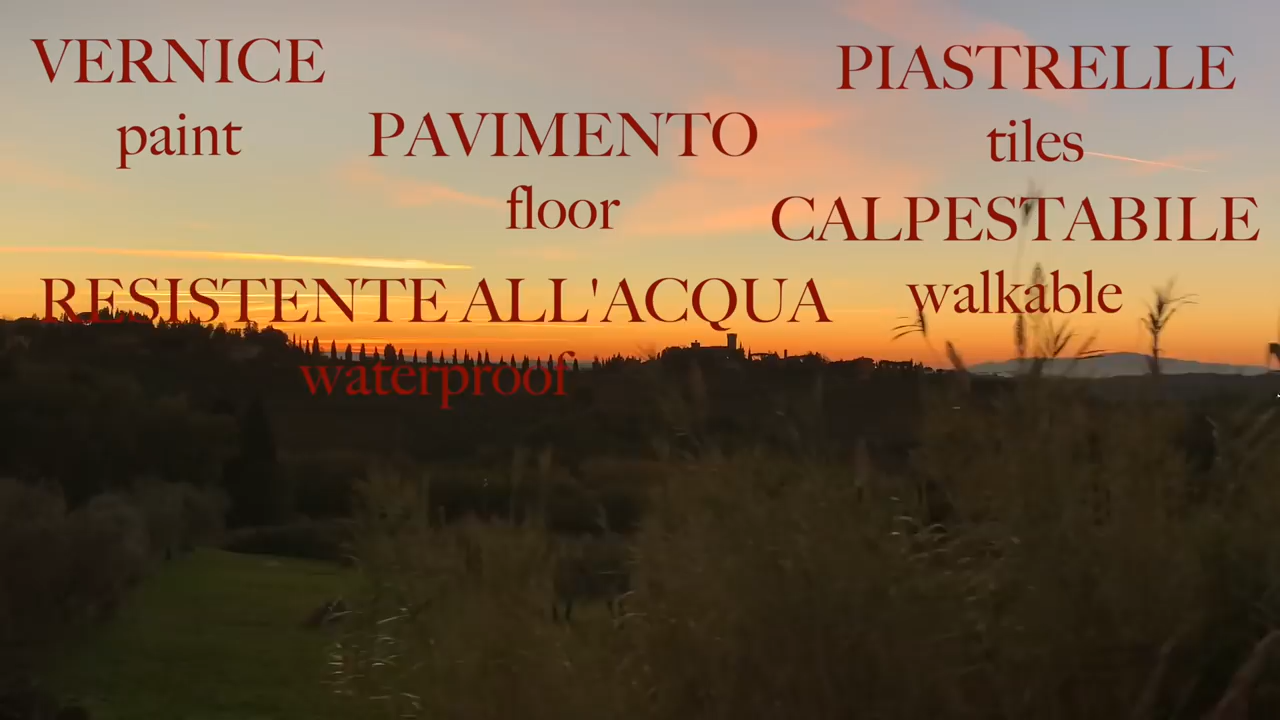 VERNICE
paint
PAVIMENTO
floor
PIASTRELLE
tiles
CALPESTABILE
walkable
RESISTENTE ALL'ACQUA
waterproof